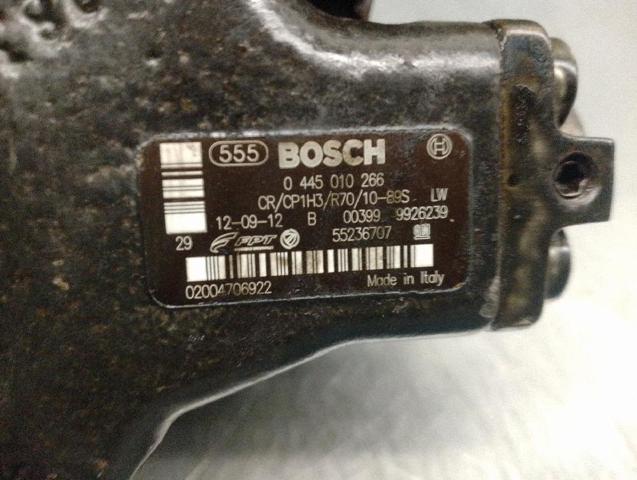 555 BOSCH
0 445 010 266
CR/CP1H3/R70/10-89S LW
12-09-12 B 00399 9926239
29 FPT 55236707 GM
02004706922 Made in Italy